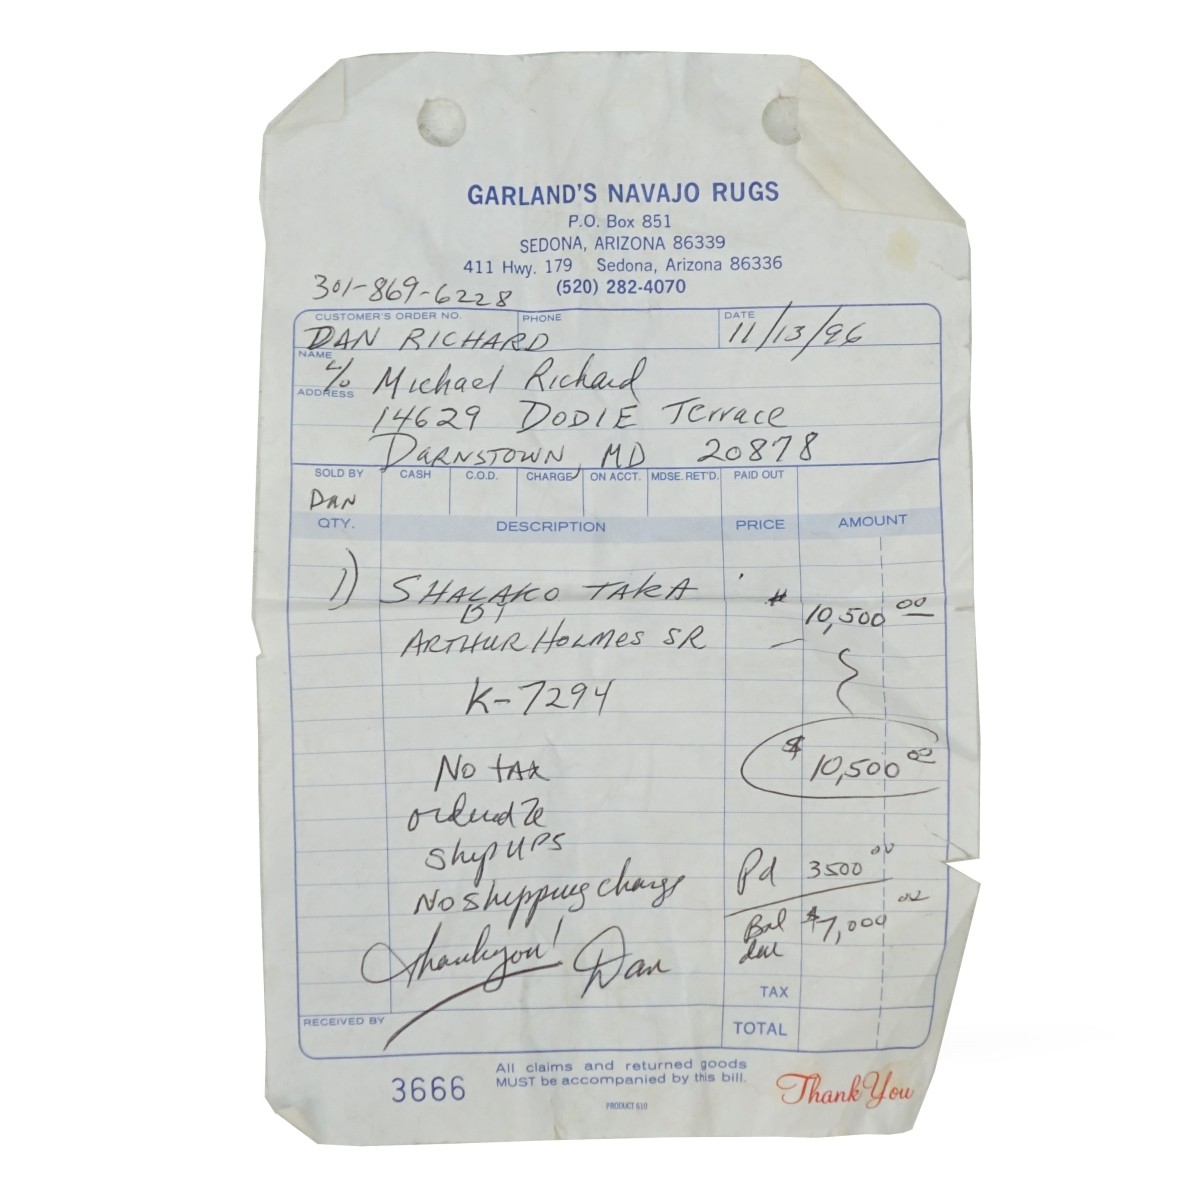 GARLAND'S NAVAJO RUGS
P.O. Box 851
SEDONA, ARIZONA 86339
411 Hwy. 179 Sedona, Arizona 86336
(520) 282-4070
301-869-6228
CUSTOMER'S ORDER NO. PHONE DATE
DAN RICHARD 11/13/96
NAME
c/o Michael Richard
ADDRESS
14629 DODIE Terrace
DARNSTOWN, MD 20878
SOLD BY CASH C.O.D. CHARGE ON ACCT. MDSE. RET'D. PAID OUT
DAN
QTY. DESCRIPTION PRICE AMOUNT
1) SHALAKO TAKA $ 10,500 00
BY
ARTHUR HOLMES SR
K-7294
No tax $ 10,500 00
ship UPS
Pd 3500 00
No shipping charge
Bal due $7,000 00
Thank you! Dan
TAX
RECEIVED BY
TOTAL
3666
All claims and returned goods
MUST be accompanied by this bill.
Thank You
PRODUCT 610